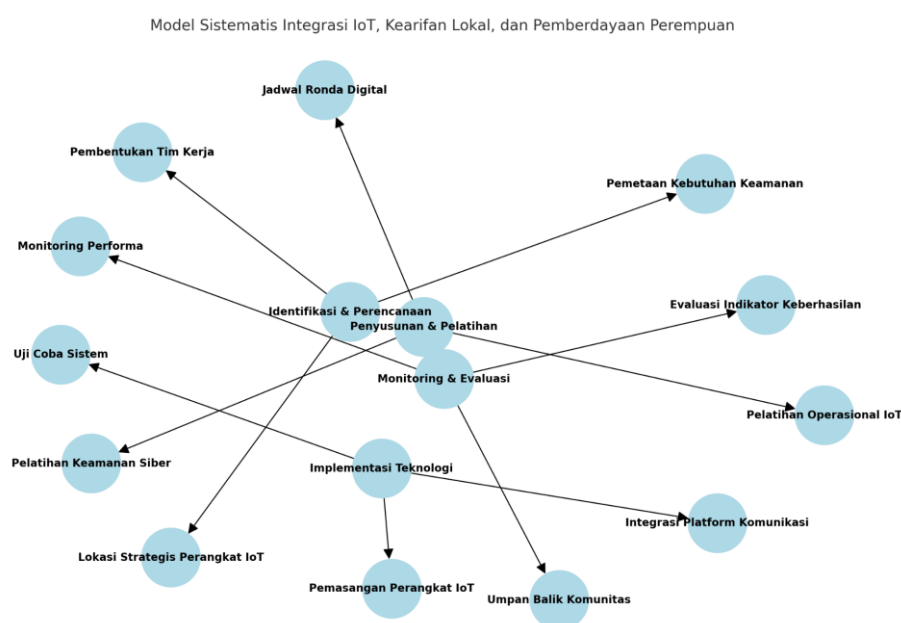 Model Sistematis Integrasi IoT, Kearifan Lokal, dan Pemberdayaan Perempuan
Jadwal Ronda Digital
Pembentukan Tim Kerja
Pemetaan Kebutuhan Keamanan
Monitoring Performa
Identifikasi & Perencanaan
Evaluasi Indikator Keberhasilan
Penyusunan & Pelatihan
Uji Coba Sistem
Monitoring & Evaluasi
Pelatihan Operasional IoT
Pelatihan Keamanan Siber
Implementasi Teknologi
Integrasi Platform Komunikasi
Lokasi Strategis Perangkat IoT
Pemasangan Perangkat IoT
Umpan Balik Komunitas